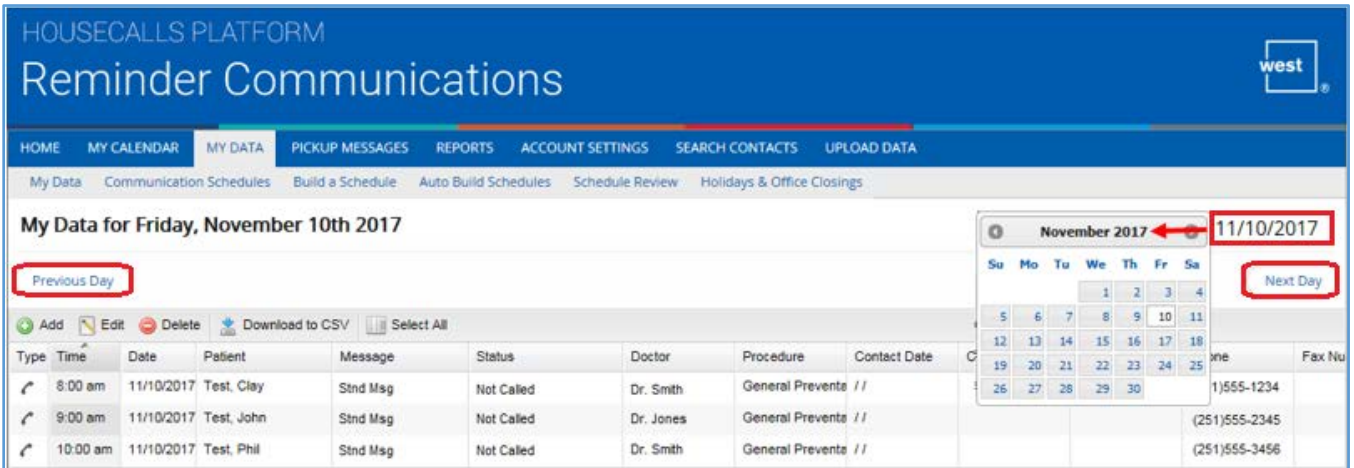 HOUSECALLS PLATFORM
Reminder Communications
west ®
HOME MY CALENDAR MY DATA PICKUP MESSAGES REPORTS ACCOUNT SETTINGS SEARCH CONTACTS UPLOAD DATA
My Data Communication Schedules Build a Schedule Auto Build Schedules Schedule Review Holidays & Office Closings
My Data for Friday, November 10th 2017
November 2017
11/10/2017
Previous Day
Next Day
Su Mo Tu We Th Fr Sa
1 2 3 4
5 6 7 8 9 10 11
12 13 14 15 16 17 18
19 20 21 22 23 24 25
26 27 28 29 30
Add Edit Delete Download to CSV Select All
Type Time Date Patient Message Status Doctor Procedure Contact Date Fax Nu
8:00 am 11/10/2017 Test, Clay Stnd Msg Not Called Dr. Smith General Preventa / / 1)555-1234
9:00 am 11/10/2017 Test, John Stnd Msg Not Called Dr. Jones General Preventa / / (251)555-2345
10:00 am 11/10/2017 Test, Phil Stnd Msg Not Called Dr. Smith General Preventa / / (251)555-3456